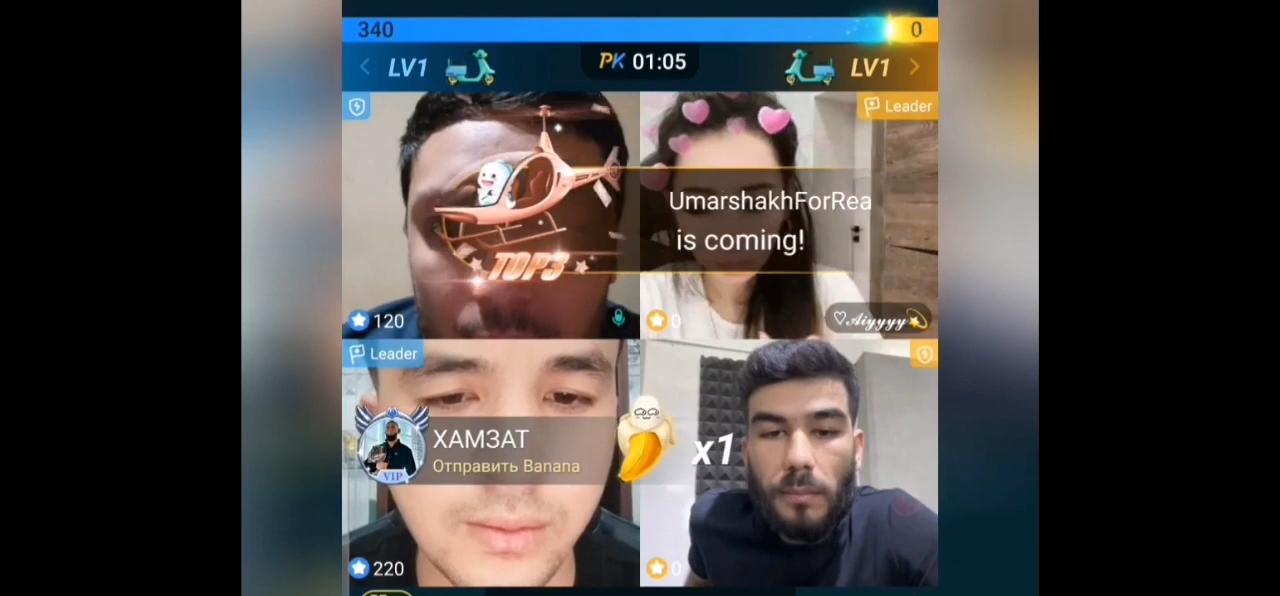 340
0
LV1
PK 01:05
LV1
Leader
UmarshakhForRea
is coming!
TOP3
120
0
♡𝒜𝒾𝓎𝓎𝓎𝓎💫
Leader
ХАМЗАТ
Отправить Banana
VIP
x1
220
0